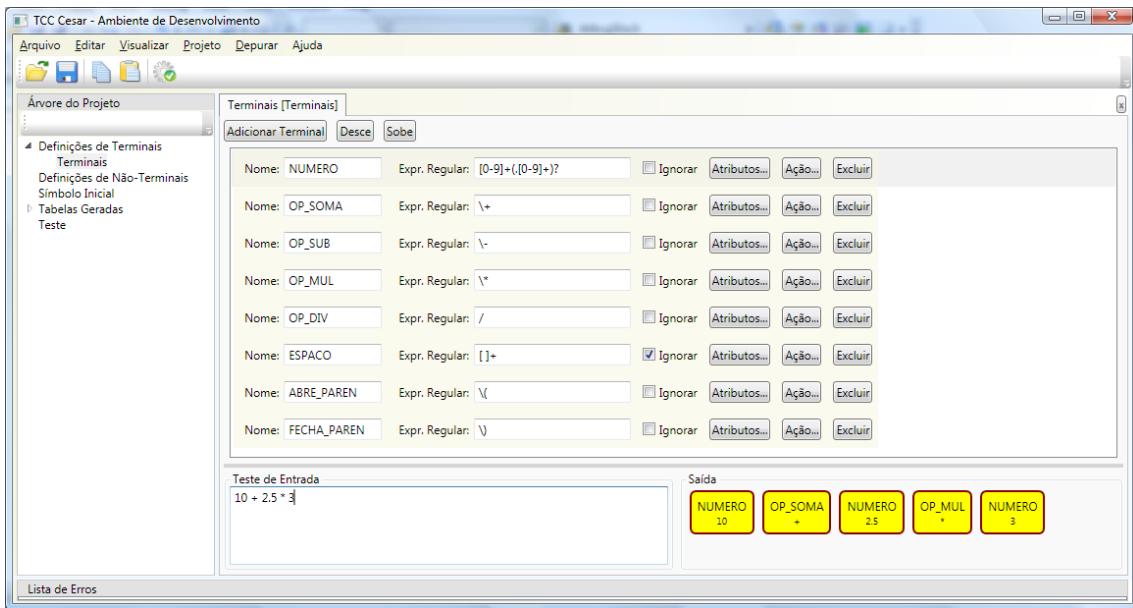 TCC Cesar - Ambiente de Desenvolvimento
Arquivo Editar Visualizar Projeto Depurar Ajuda
Árvore do Projeto
Definições de Terminais
Terminais
Definições de Não-Terminais
Símbolo Inicial
Tabelas Geradas
Teste
Terminais [Terminais]
x
Adicionar Terminal Desce Sobe
Nome: NUMERO Expr. Regular: [0-9]+(.[0-9]+)? Ignorar Atributos... Ação... Excluir
Nome: OP_SOMA Expr. Regular: \+ Ignorar Atributos... Ação... Excluir
Nome: OP_SUB Expr. Regular: \- Ignorar Atributos... Ação... Excluir
Nome: OP_MUL Expr. Regular: \* Ignorar Atributos... Ação... Excluir
Nome: OP_DIV Expr. Regular: / Ignorar Atributos... Ação... Excluir
Nome: ESPACO Expr. Regular: [ ]+ Ignorar Atributos... Ação... Excluir
Nome: ABRE_PAREN Expr. Regular: \( Ignorar Atributos... Ação... Excluir
Nome: FECHA_PAREN Expr. Regular: \) Ignorar Atributos... Ação... Excluir
Teste de Entrada
10 + 2.5 * 3
Saída
NUMERO OP_SOMA NUMERO OP_MUL NUMERO
10 + 2.5 * 3
Lista de Erros